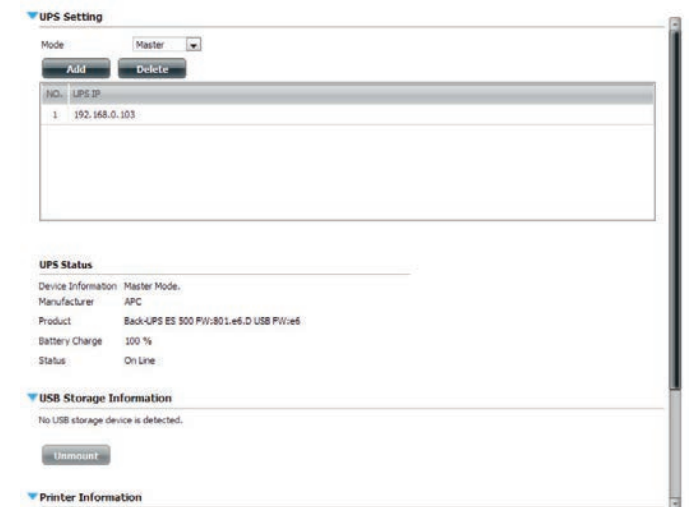 UPS Setting
Mode Master
Add Delete
NO. UPS IP
1 192.168.0.103
UPS Status
Device Information Master Mode.
Manufacturer APC
Product Back-UPS ES 500 FW:801.e6.D USB FW:e6
Battery Charge 100 %
Status On Line
USB Storage Information
No USB storage device is detected.
Unmount
Printer Information